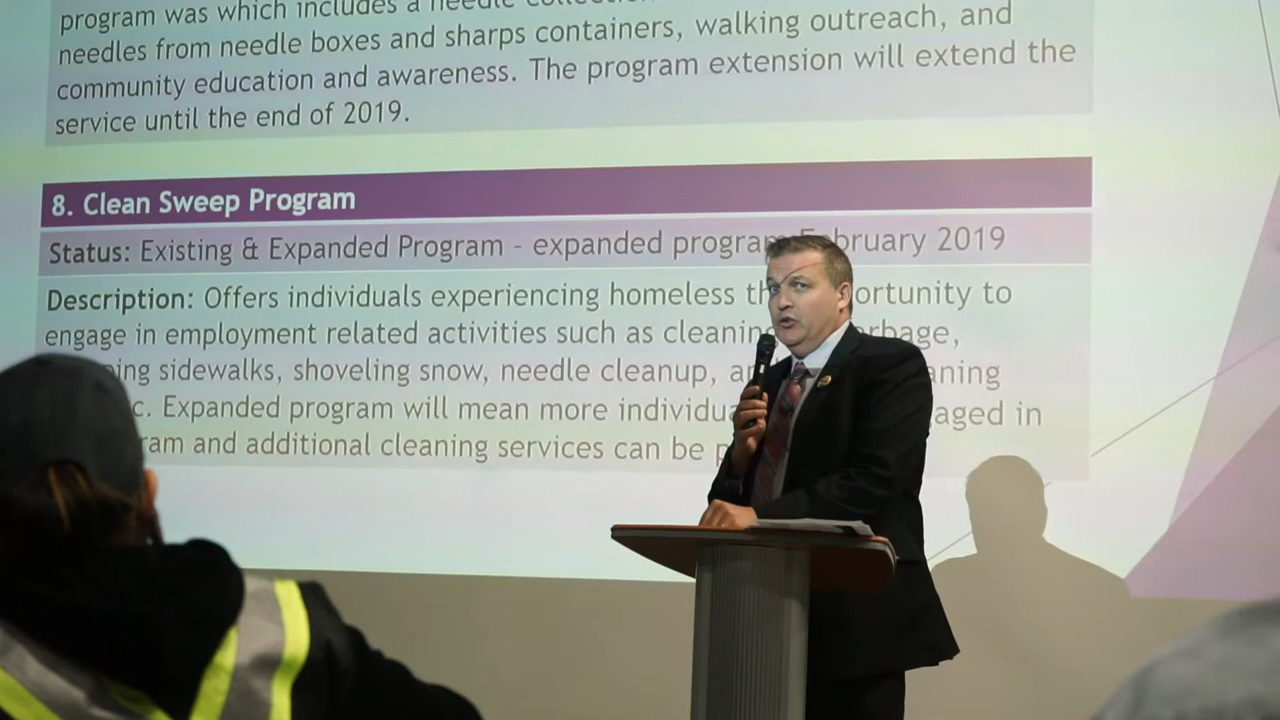 program was which includes a needle
needles from needle boxes and sharps containers, walking outreach, and
community education and awareness. The program extension will extend the
service until the end of 2019.
8. Clean Sweep Program
Status: Existing & Expanded Program - expanded program February 2019
Description: Offers individuals experiencing homeless th ortunity to
engage in employment related activities such as cleaning rbage,
ing sidewalks, shoveling snow, needle cleanup, an aning
c. Expanded program will mean more individua aged in
ram and additional cleaning services can be p